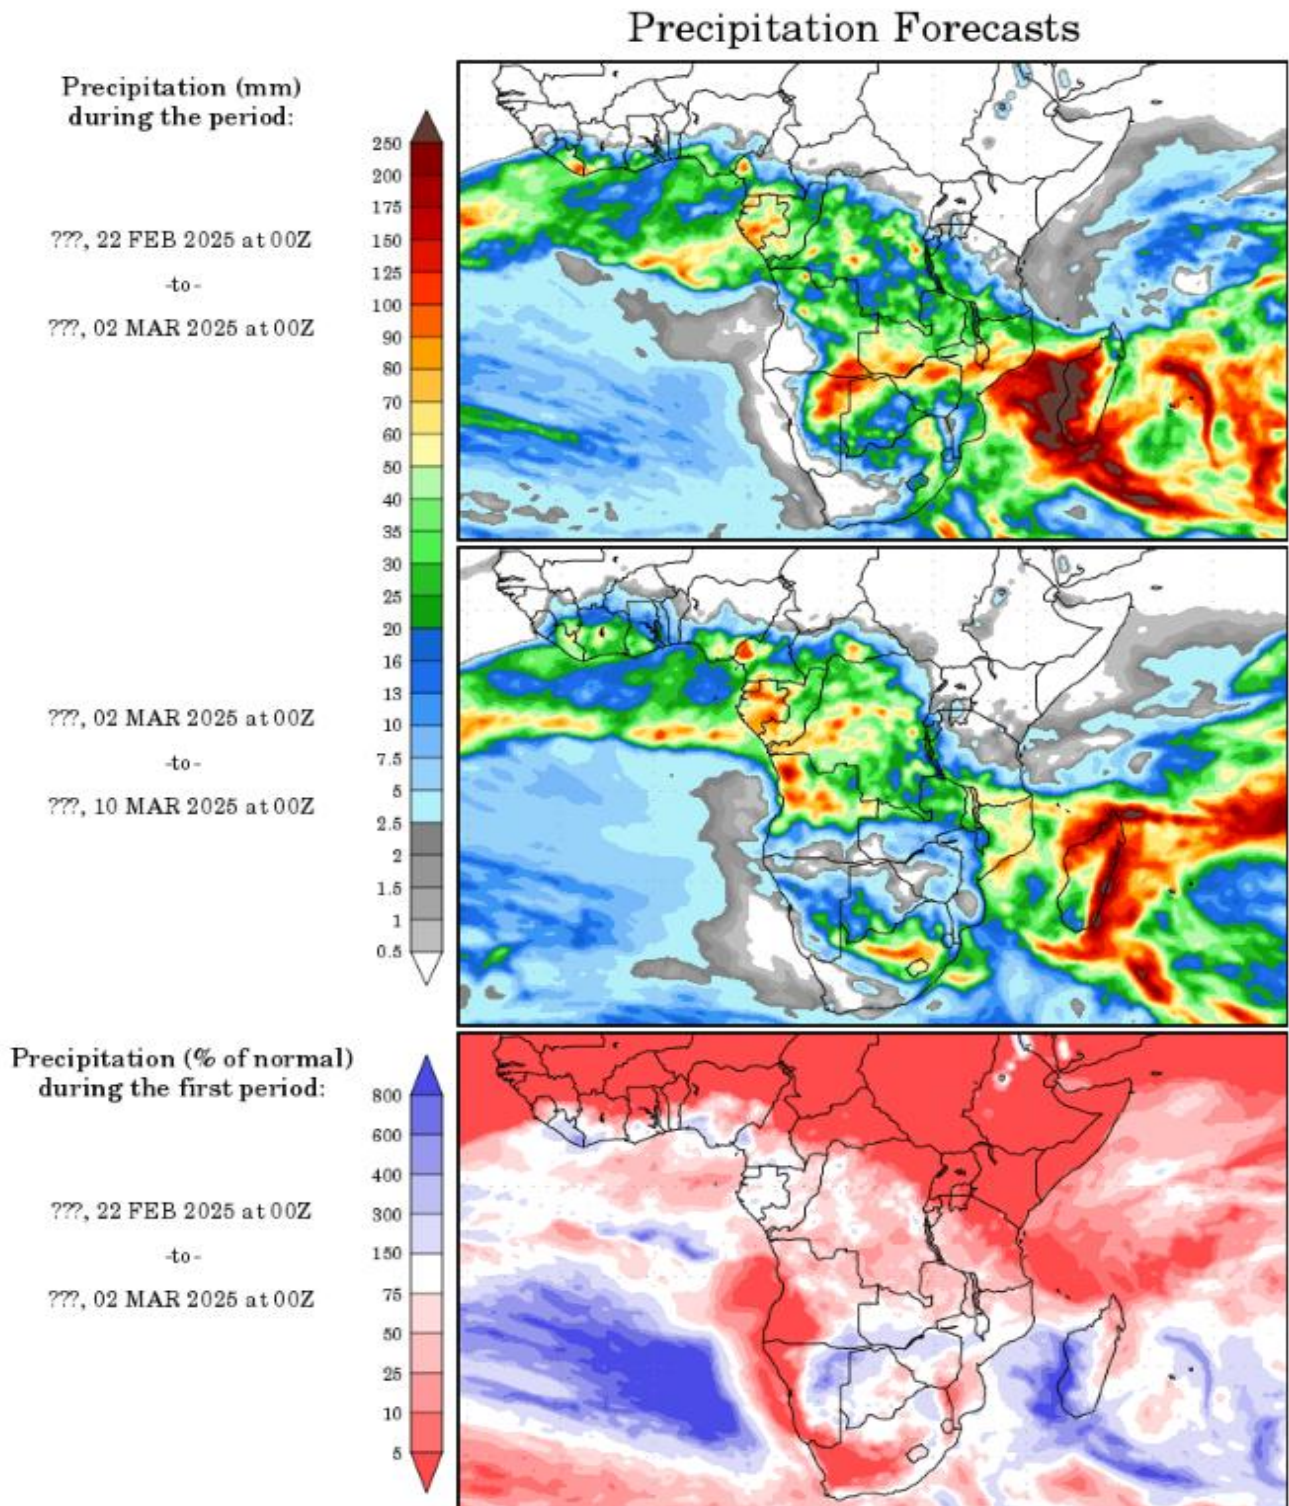 Precipitation Forecasts
Precipitation (mm)
during the period:
???, 22 FEB 2025 at 00Z
-to-
???, 02 MAR 2025 at 00Z
250
200
175
150
125
100
90
80
70
60
50
40
35
30
25
20
16
13
10
7.5
5
2.5
2
1.5
1
0.5
???, 02 MAR 2025 at 00Z
-to-
???, 10 MAR 2025 at 00Z
Precipitation (% of normal)
during the first period:
???, 22 FEB 2025 at 00Z
-to-
???, 02 MAR 2025 at 00Z
800
600
400
300
150
75
50
25
10
5